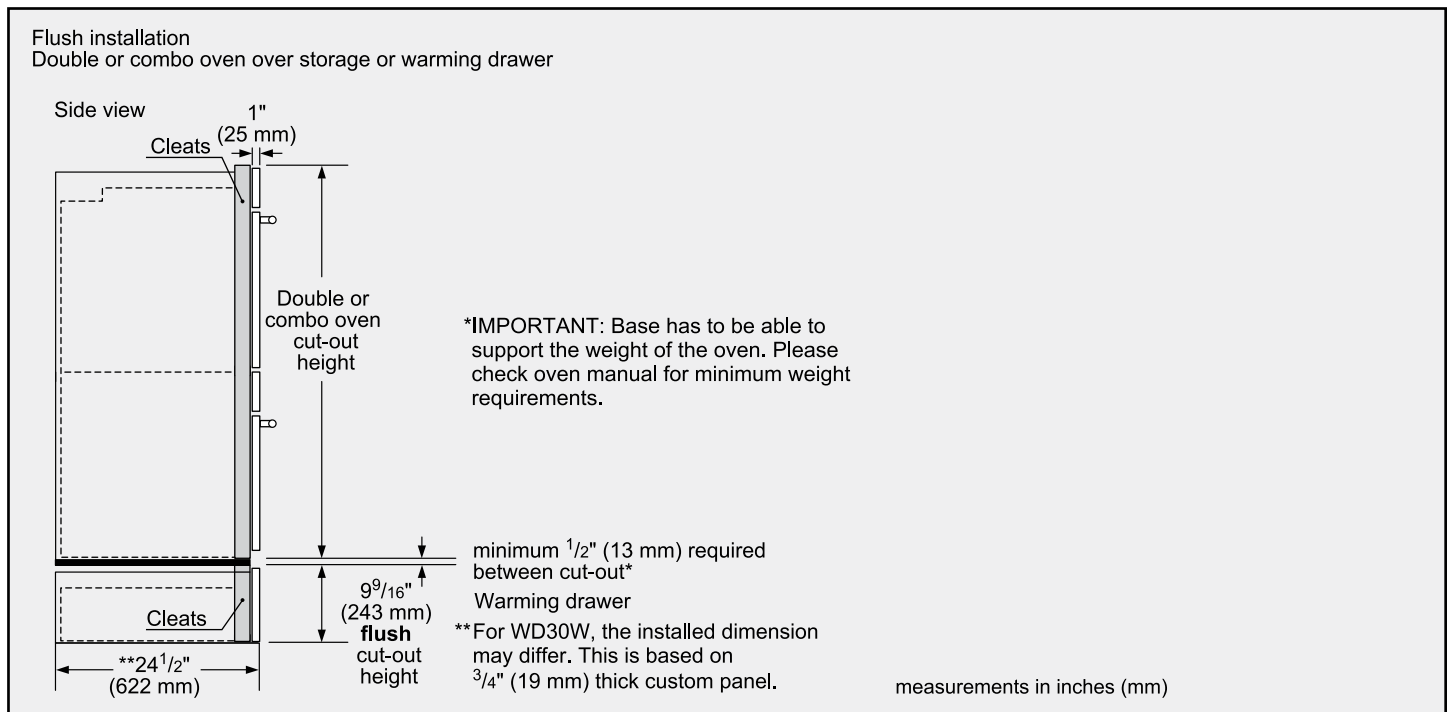 Flush installation
Double or combo oven over storage or warming drawer
Side view
1"
(25 mm)
Cleats
Double or
combo oven
cut-out
height
*IMPORTANT: Base has to be able to
support the weight of the oven. Please
check oven manual for minimum weight
requirements.
minimum 1/2" (13 mm) required
between cut-out*
9 9/16"
(243 mm)
flush
cut-out
height
Warming drawer
Cleats
**For WD30W, the installed dimension
may differ. This is based on
3/4" (19 mm) thick custom panel.
**24 1/2"
(622 mm)
measurements in inches (mm)